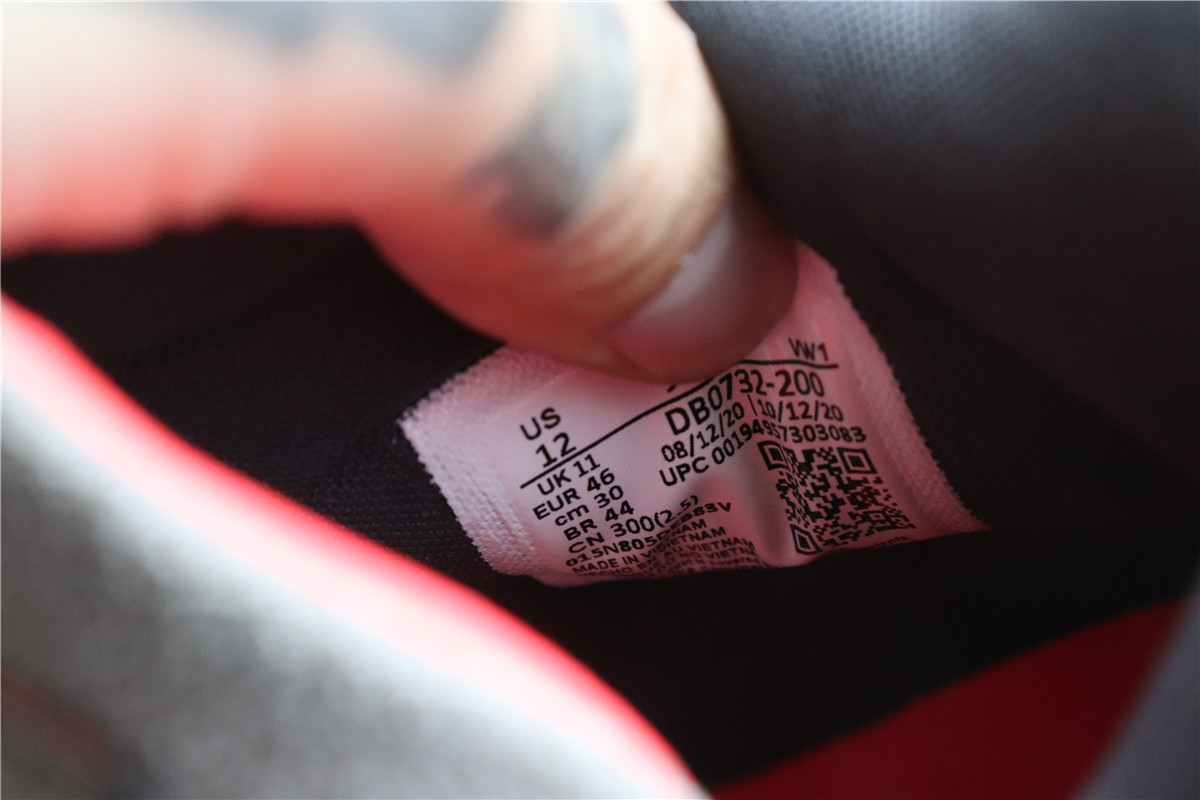 US
12
UK 11
EUR 46
cm 30
BR 44
CN 300(2.5)
VW1
DB0732-200
08/12/20 10/12/20
UPC 00194957303083
MADE IN VIETNAM